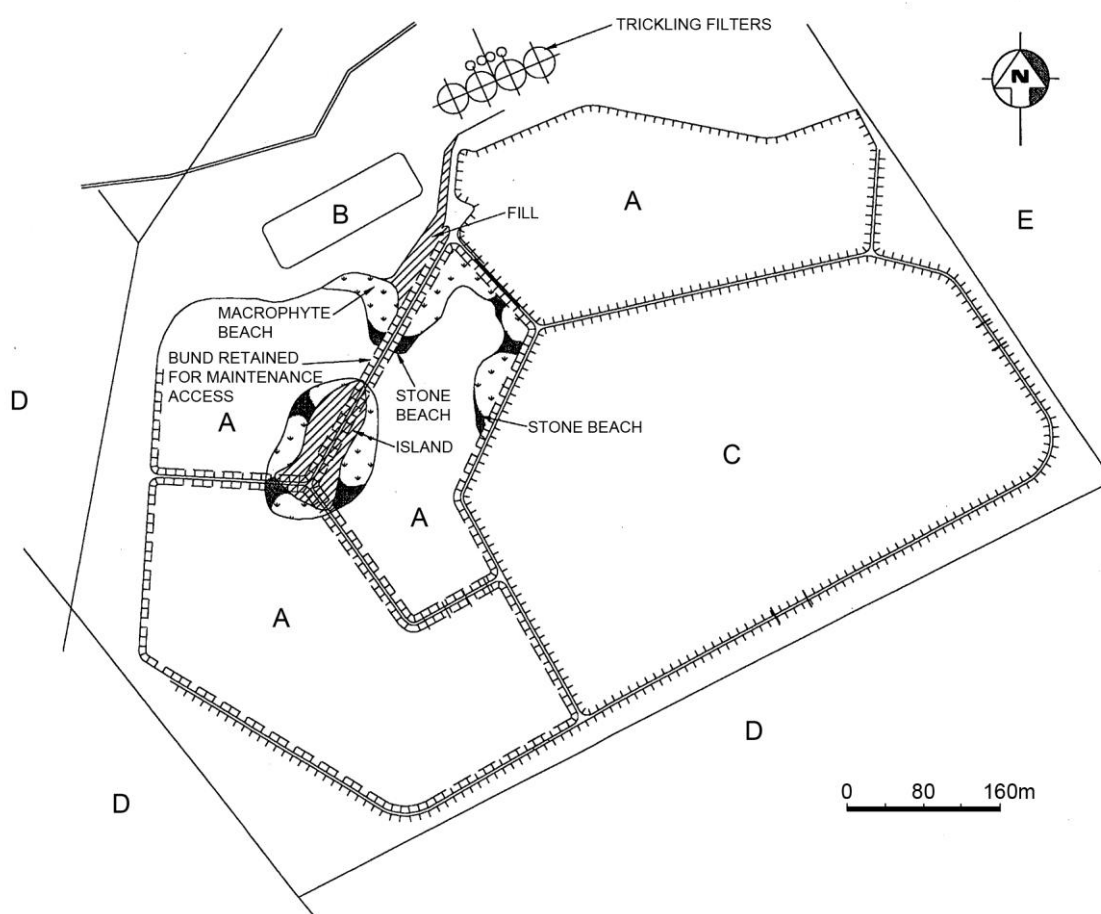 TRICKLING FILTERS
N
A
B
FILL
E
MACROPHYTE
BEACH
BUND RETAINED
FOR MAINTENANCE
ACCESS
STONE
BEACH
D
A
ISLAND
STONE BEACH
C
A
A
D
D
0 80 160m